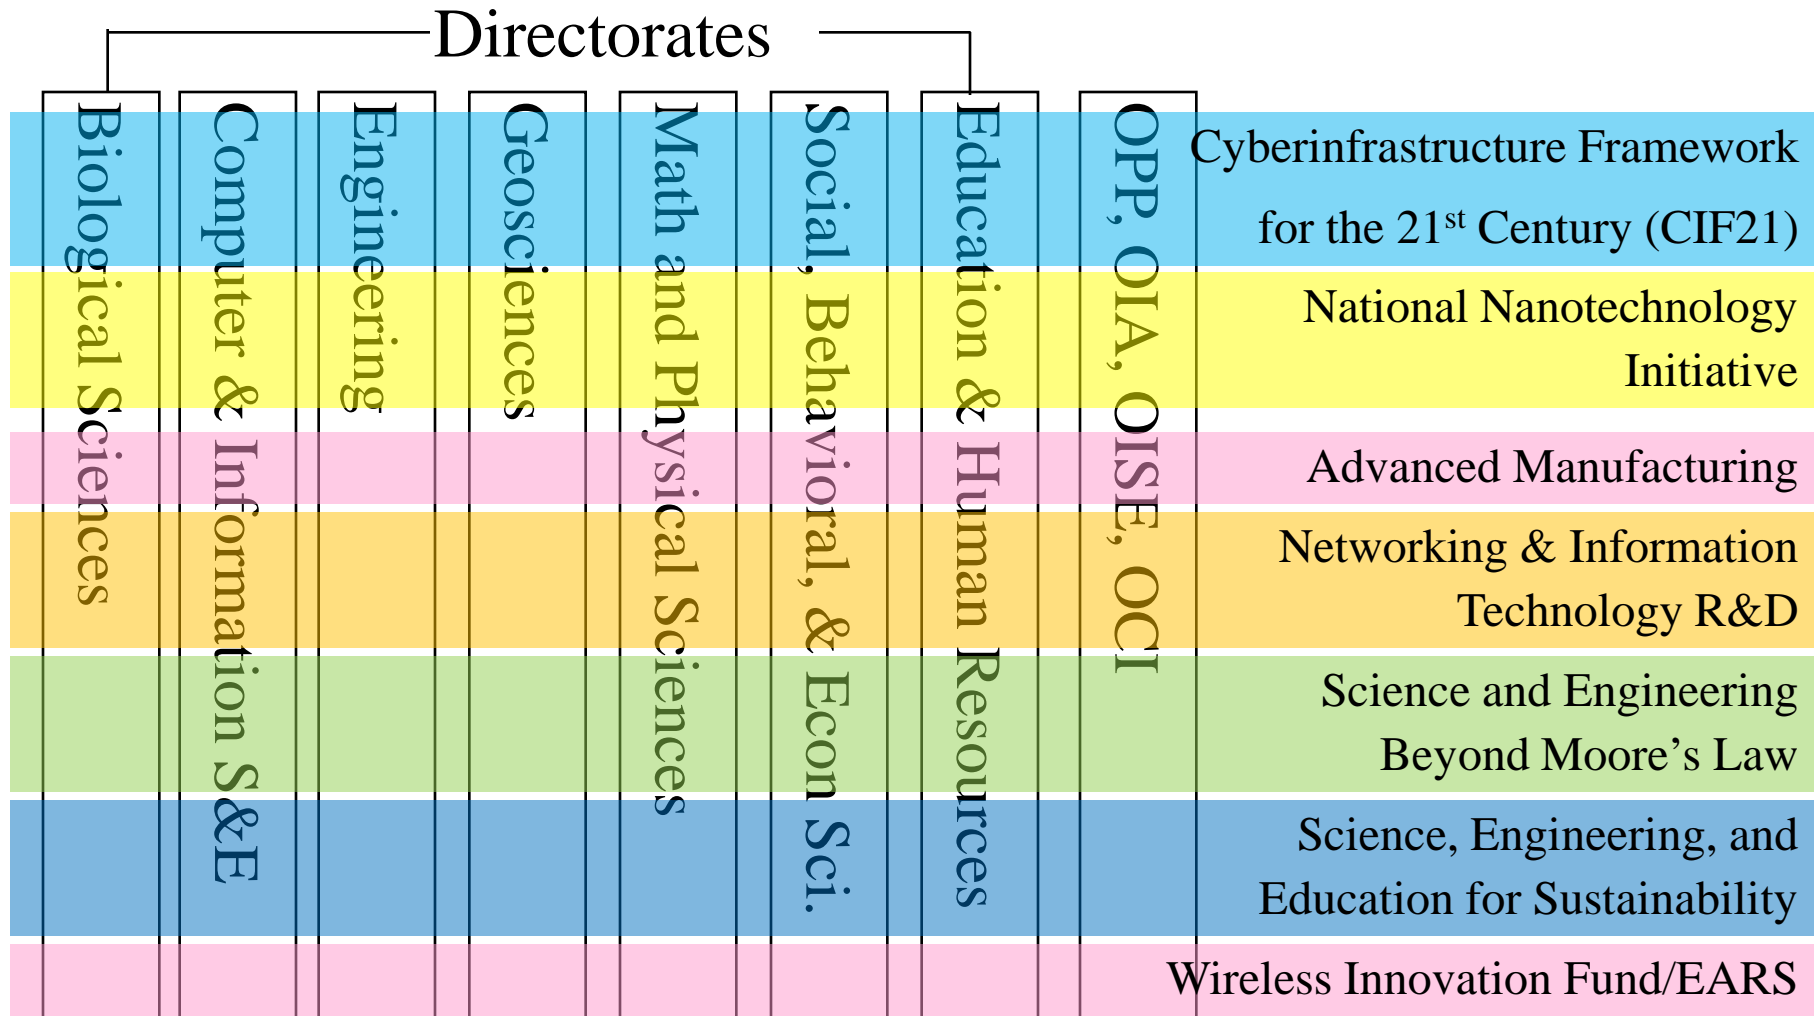 Directorates
Biological Sciences
Computer & Information S&E
Engineering
Geosciences
Math and Physical Sciences
Social, Behavioral, & Econ Sci.
Education & Human Resources
OPP, OIA, OISE, OCI
Cyberinfrastructure Framework
for the 21st Century (CIF21)
National Nanotechnology
Initiative
Advanced Manufacturing
Networking & Information
Technology R&D
Science and Engineering
Beyond Moore’s Law
Science, Engineering, and
Education for Sustainability
Wireless Innovation Fund/EARS